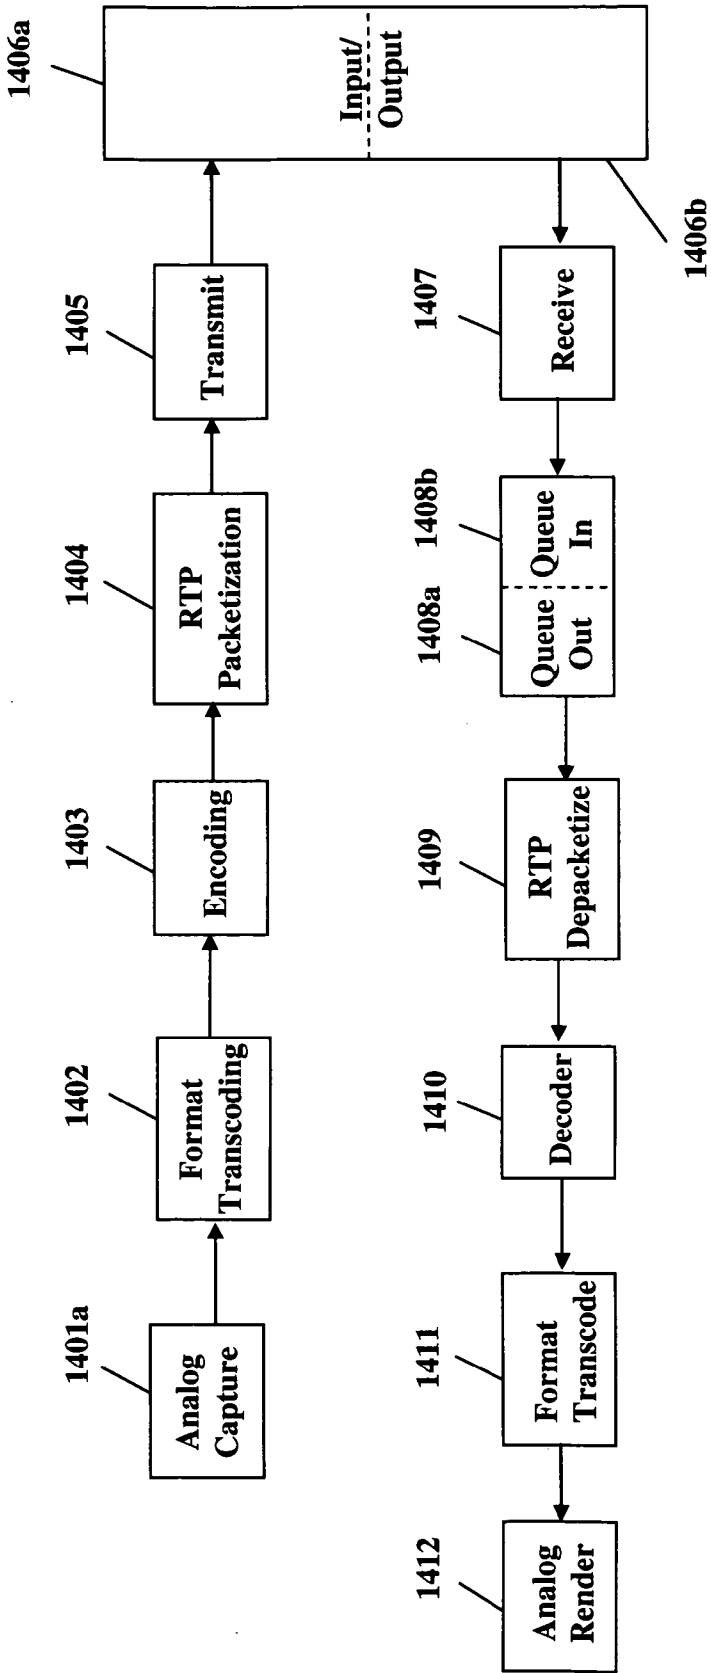 1401a
Analog
Capture
1402
Format
Transcoding
1403
Encoding
1404
RTP
Packetization
1405
Transmit
1406a
Input/
Output
1406b
1407
Receive
1408b
Queue
In
1408a
Queue
Out
1409
RTP
Depacketize
1410
Decoder
1411
Format
Transcode
1412
Analog
Render